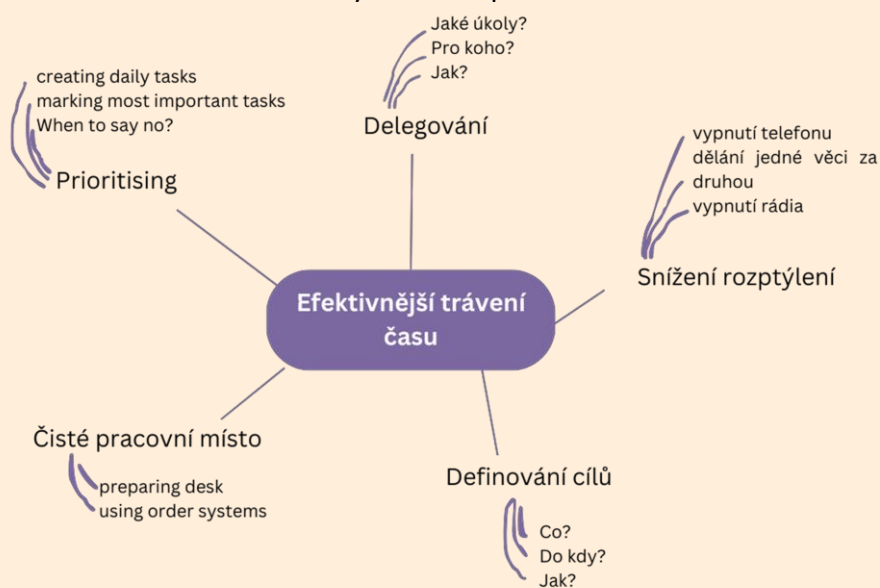 Jaké úkoly?
Pro koho?
Jak?
Delegování
creating daily tasks
marking most important tasks
When to say no?
Prioritising
vypnutí telefonu
dělání jedné věci za
druhou
vypnutí rádia
Snížení rozptýlení
Efektivnější trávení
času
Čisté pracovní místo
preparing desk
using order systems
Definování cílů
Co?
Do kdy?
Jak?